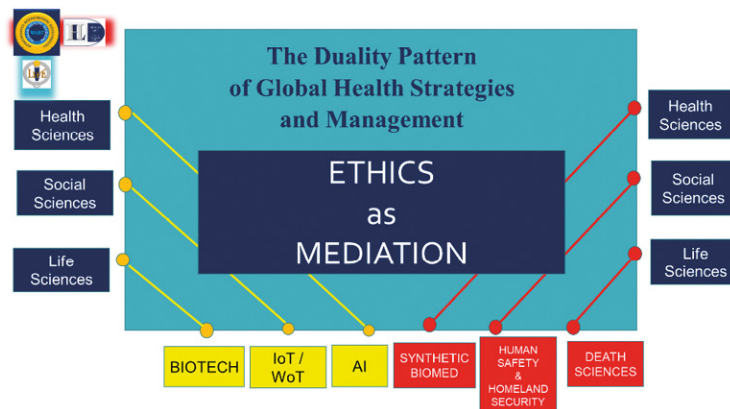 The Duality Pattern
of Global Health Strategies
and Management
Health
Sciences
Social
Sciences
Life
Sciences
ETHICS
as
MEDIATION
Health
Sciences
Social
Sciences
Life
Sciences
BIOTECH
IoT /
WoT
AI
SYNTHETIC
BIOMED
HUMAN
SAFETY
&
HOMELAND
SECURITY
DEATH
SCIENCES